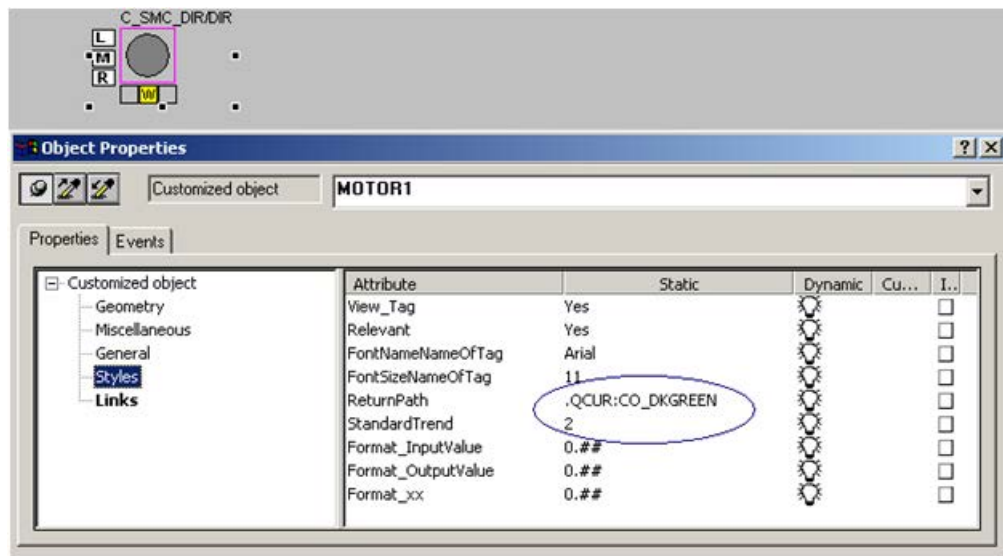 C_SMC_DIR/DIR
L
M
R
W
Object Properties
Customized object
MOTOR1
Properties
Events
Customized object
Geometry
Miscellaneous
General
Styles
Links
Attribute Static Dynamic Cu... I..
View_Tag Yes
Relevant Yes
FontNameNameOfTag Arial
FontSizeNameOfTag 11
ReturnPath .QCUR:CO_DKGREEN
StandardTrend 2
Format_InputValue 0.##
Format_OutputValue 0.##
Format_xx 0.##